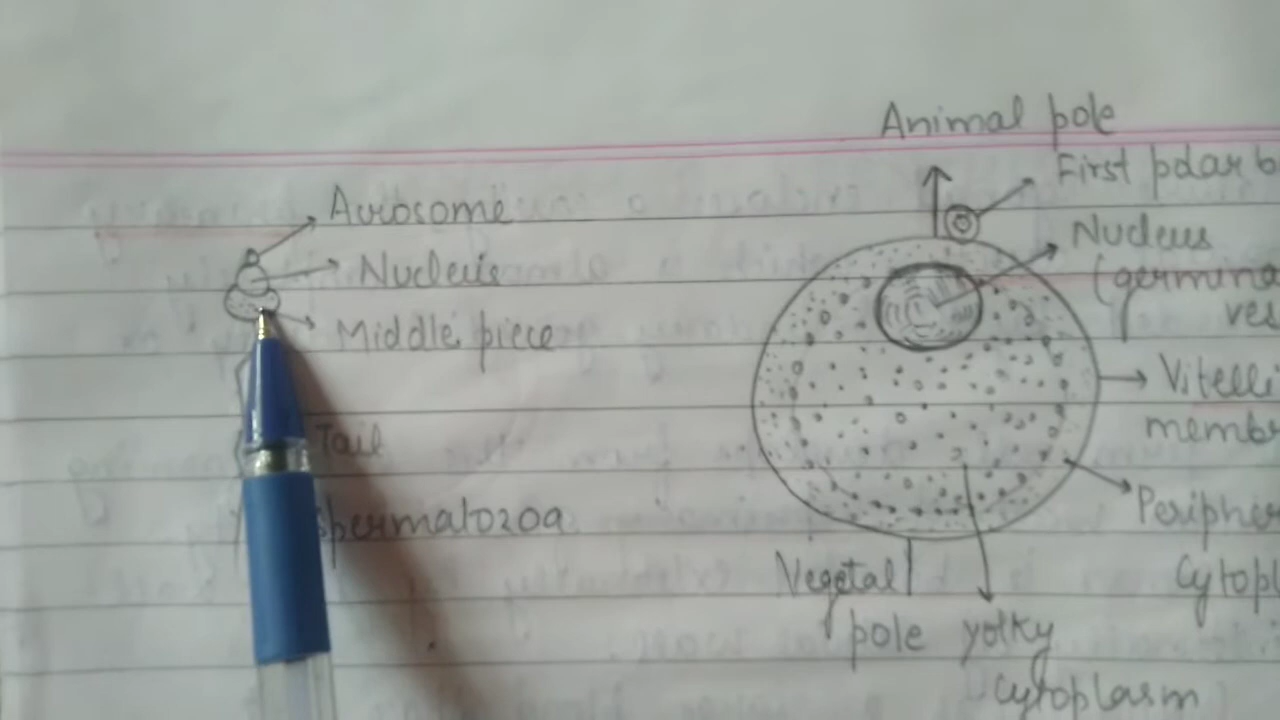 Animal pole
First polar b
Acrosome
Nucleus
Nucleus
(germina
ves
Middle piece
Vitelli
membr
Tail
Peripher
Cytopl
spermatozoa
Vegetal
pole
yolky
cytoplasm